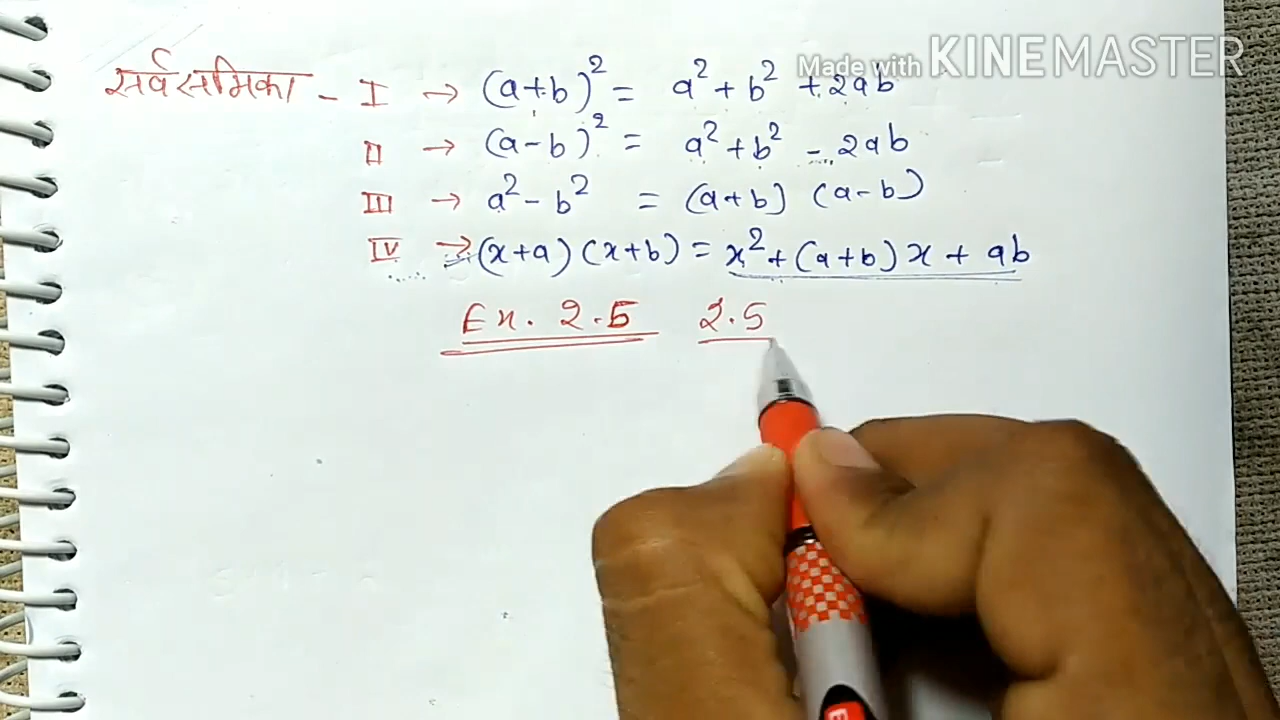 Made with KINEMASTER
सर्वसमिका - I → (a+b)² = a² + b² + 2ab
II → (a-b)² = a² + b² - 2ab
III → a² - b² = (a+b) (a-b)
IV → (x+a) (x+b) = x² + (a+b) x + ab
Ex. 2.5 2.5